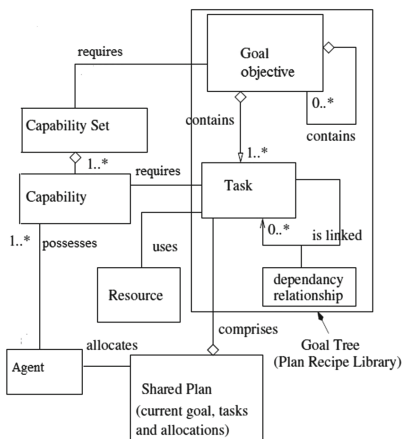 requires
Goal
objective
0..*
contains
contains
Capability Set
1..*
1..*
requires
Capability
Task
1..*
possesses
0..*
is linked
uses
dependancy
relationship
Resource
comprises
Goal Tree
(Plan Recipe Library)
allocates
Agent
Shared Plan
(current goal, tasks
and allocations)